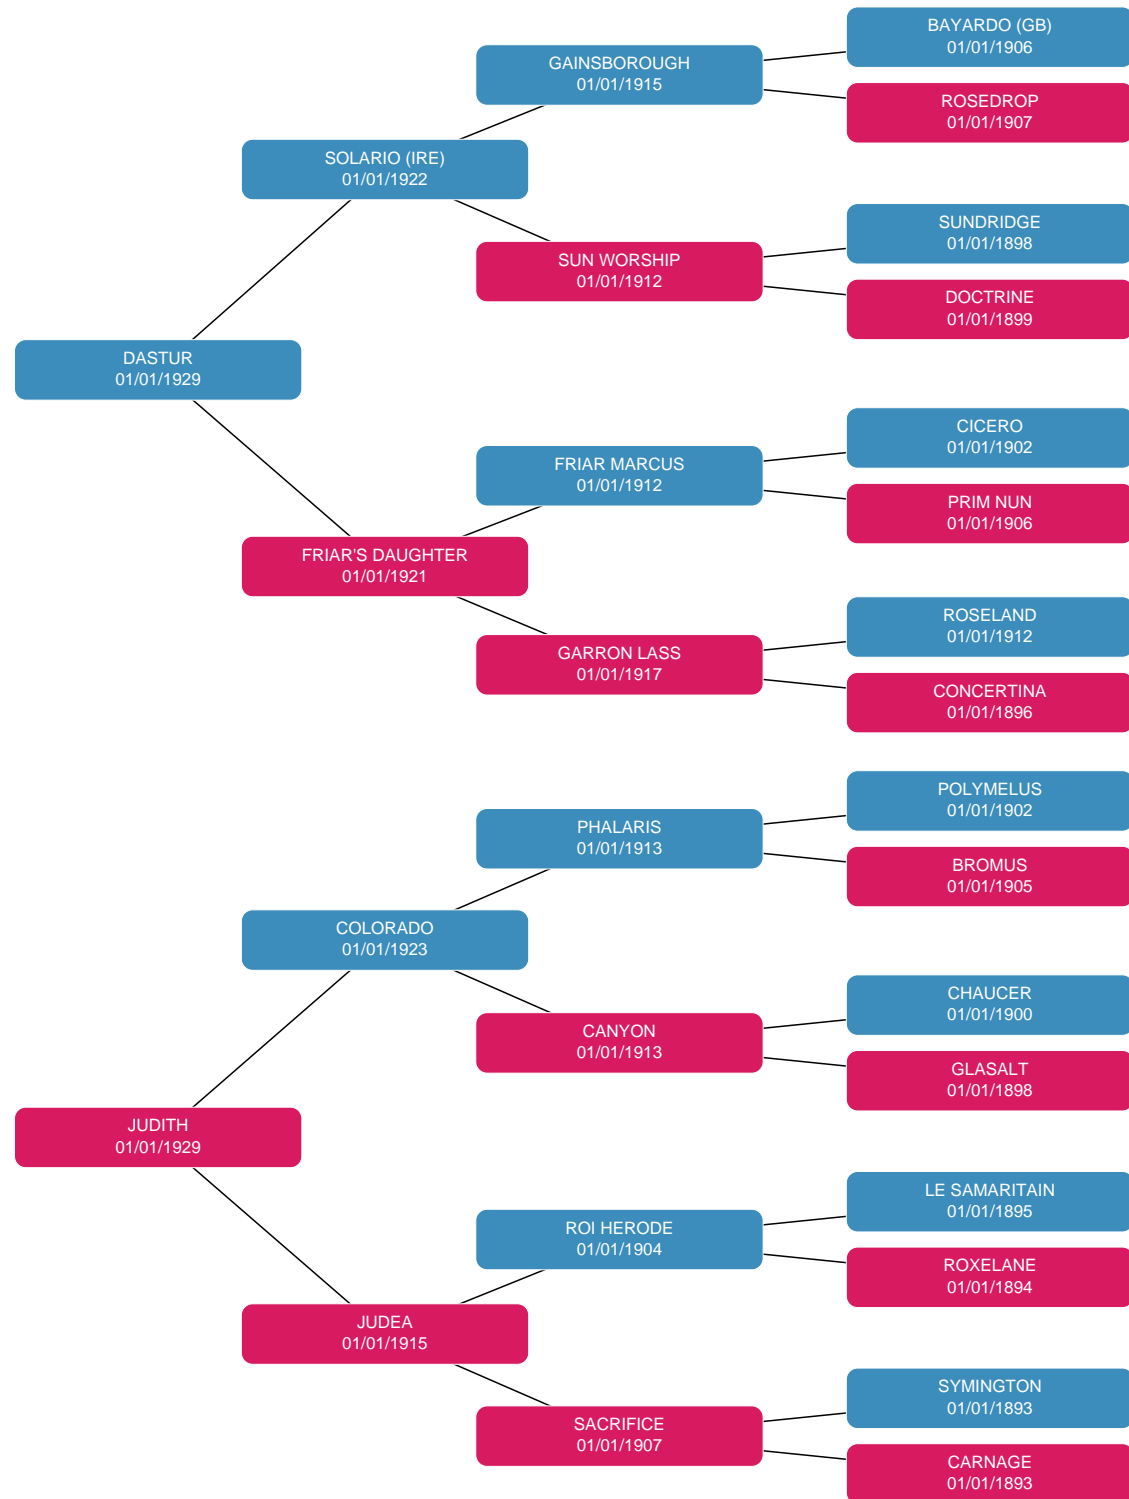 BAYARDO (GB)
01/01/1906
GAINSBOROUGH
01/01/1915
ROSEDROP
01/01/1907
SOLARIO (IRE)
01/01/1922
SUNDRIDGE
01/01/1898
SUN WORSHIP
01/01/1912
DOCTRINE
01/01/1899
DASTUR
01/01/1929
CICERO
01/01/1902
FRIAR MARCUS
01/01/1912
PRIM NUN
01/01/1906
FRIAR'S DAUGHTER
01/01/1921
ROSELAND
01/01/1912
GARRON LASS
01/01/1917
CONCERTINA
01/01/1896
POLYMELUS
01/01/1902
PHALARIS
01/01/1913
BROMUS
01/01/1905
COLORADO
01/01/1923
CHAUCER
01/01/1900
CANYON
01/01/1913
GLASALT
01/01/1898
JUDITH
01/01/1929
LE SAMARITAIN
01/01/1895
ROI HERODE
01/01/1904
ROXELANE
01/01/1894
JUDEA
01/01/1915
SYMINGTON
01/01/1893
SACRIFICE
01/01/1907
CARNAGE
01/01/1893